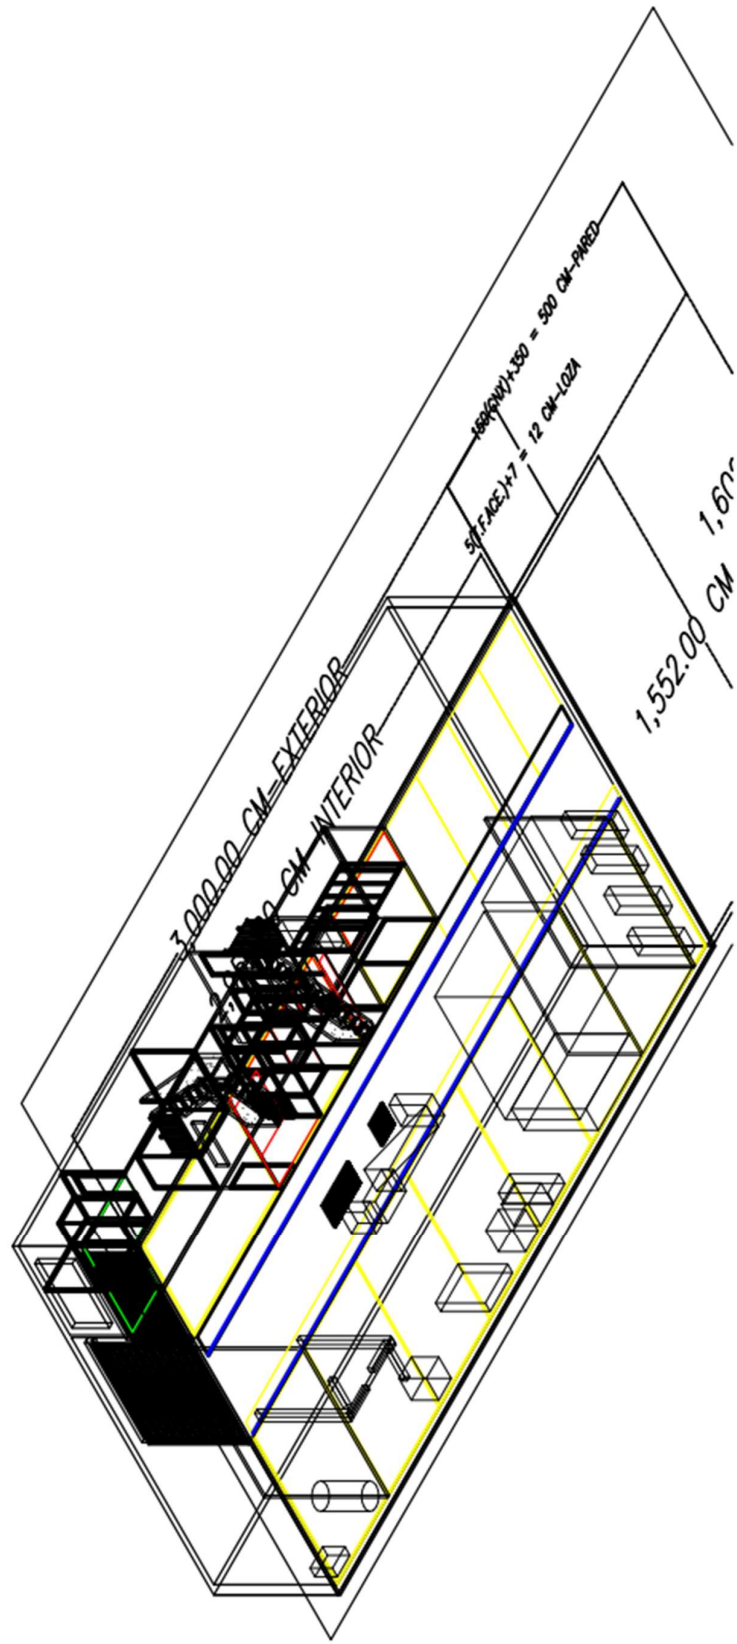 150(GNX)+350 = 500 CM-PARED
5(T.FACE)+7 = 12 CM-LOZA
3,000.00 CM-EXTERIOR
CM INTERIOR
1,552.00 CM